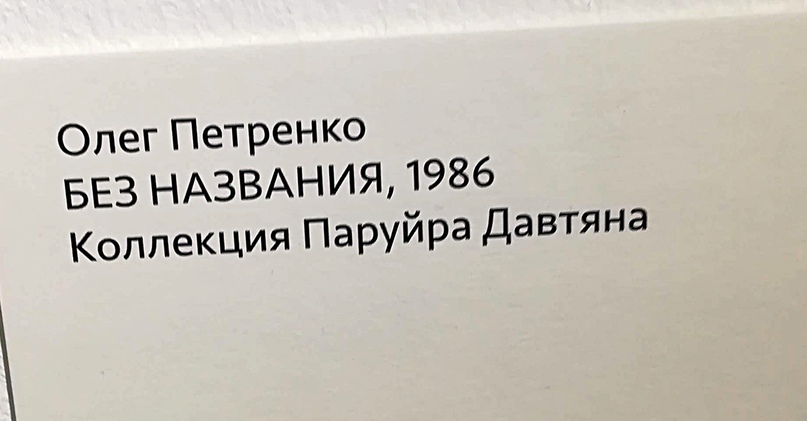 Олег Петренко
БЕЗ НАЗВАНИЯ, 1986
Коллекция Паруйра Давтяна